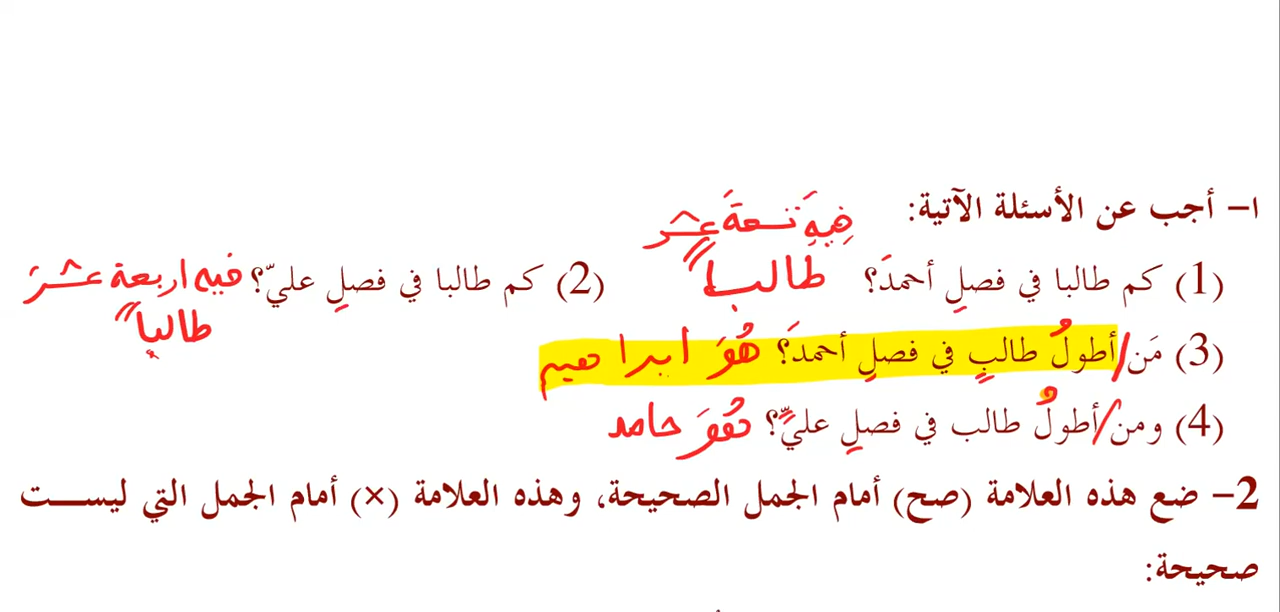 ١- أجب عن الأسئلة الآتية:
فِيهِ تسعةَ عشرَ
(1) كم طالبا في فصلِ أحمدَ؟ طالباً (2) كم طالبا في فصلِ عليّ؟ فيه اربعة عشرَ
طالباً
(3) مَن/أطولُ طالبٍ في فصلِ أحمدَ؟ هُوَ ابراهيم
(4) ومن/أطولُ طالب في فصلِ عليٍّ؟ هُوَ حامد
2- ضع هذه العلامة (صح) أمام الجمل الصحيحة، وهذه العلامة (×) أمام الجمل التي ليست
صحيحة: